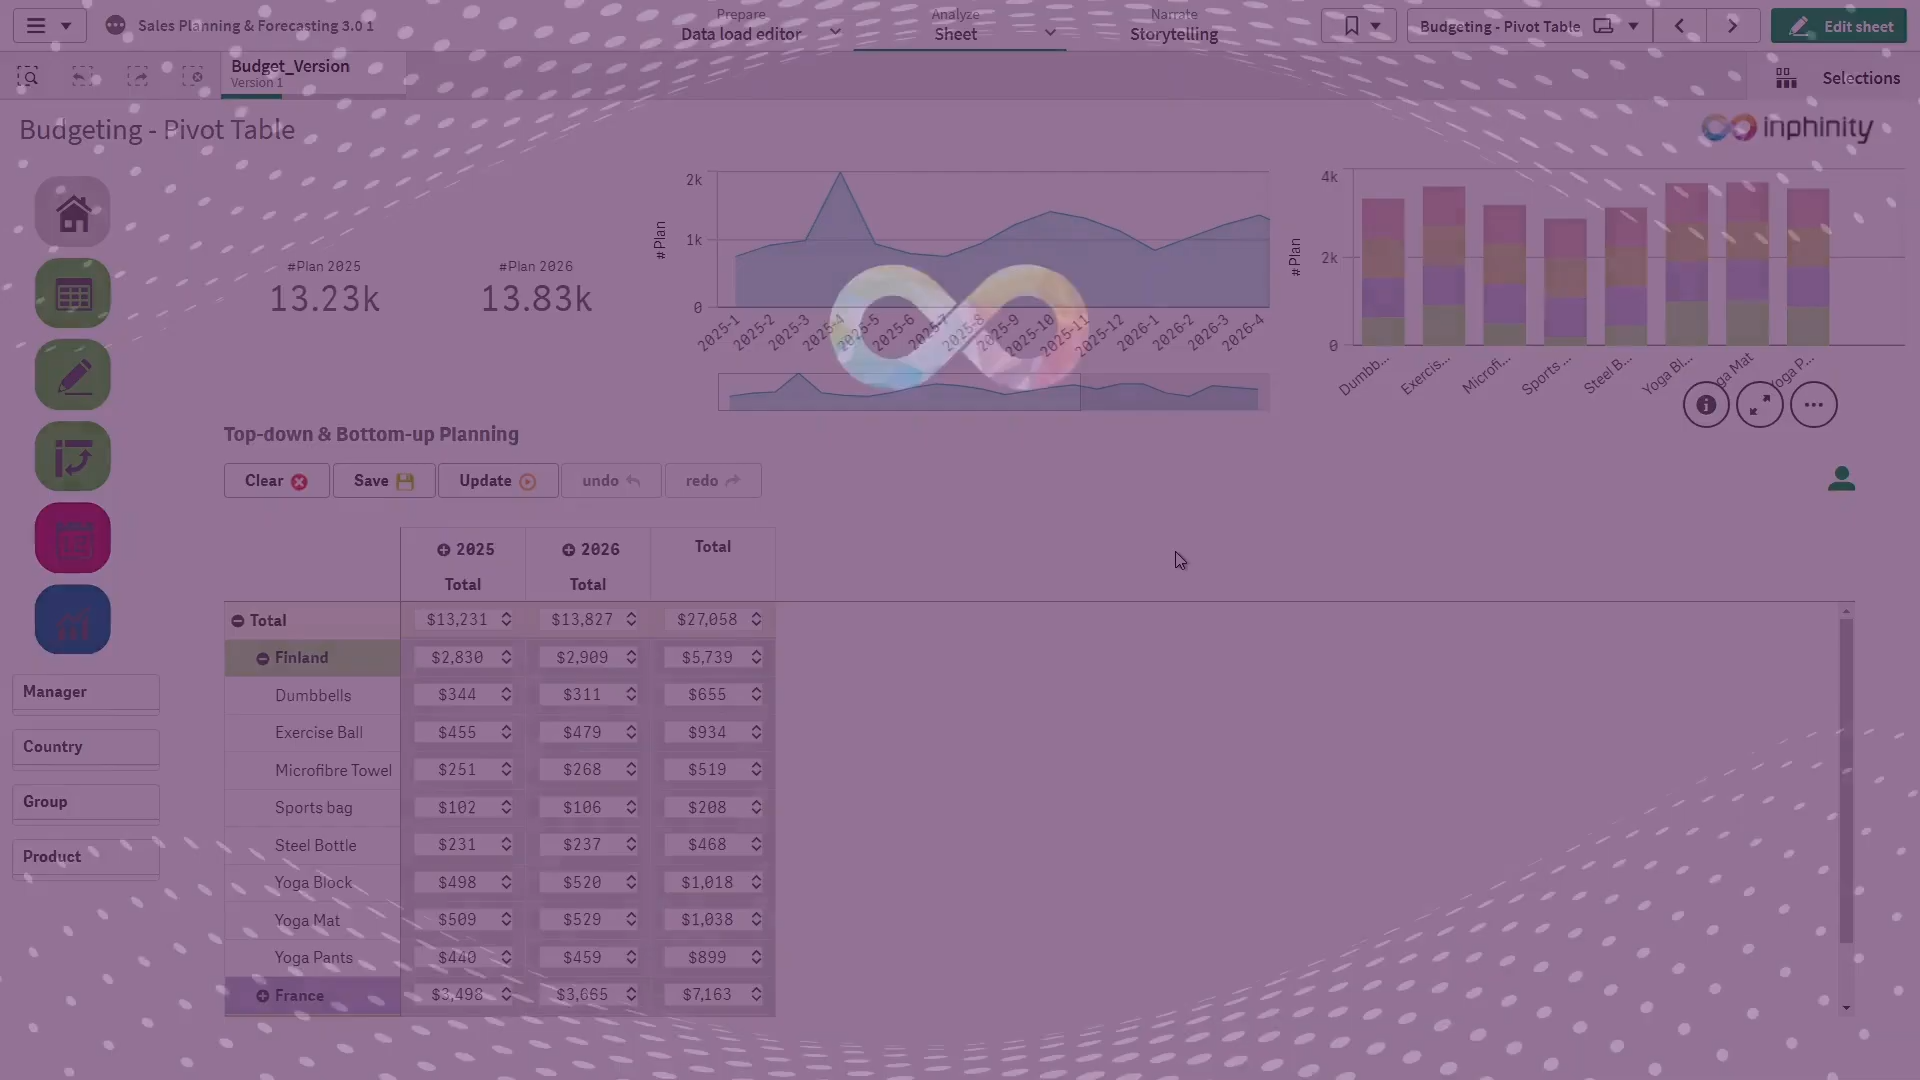 Sales Planning & Forecasting 3.0 1
Prepare
Data load editor
Analyze
Sheet
Narrate
Storytelling
Budgeting - Pivot Table
Edit sheet
Budget_Version
Version 1
Selections
Budgeting - Pivot Table
inphinity
#Plan 2025
13.23k
#Plan 2026
13.83k
#Plan
2k
1k
0
2025-1
2025-2
2025-3
2025-4
2025-5
2025-6
2025-7
2025-8
2025-9
2025-10
2025-11
2025-12
2026-1
2026-2
2026-3
2026-4
#Plan
4k
2k
0
Dumbb...
Exercis...
Microfi...
Sports ...
Steel B...
Yoga Bl...
ga Mat
Yoga P...
Top-down & Bottom-up Planning
Clear
Save
Update
undo
redo
2025
2026
Total
Total
Total
Total $13,231 $13,827 $27,058
Finland $2,830 $2,909 $5,739
Dumbbells $344 $311 $655
Exercise Ball $455 $479 $934
Microfibre Towel $251 $268 $519
Sports bag $102 $106 $208
Steel Bottle $231 $237 $468
Yoga Block $498 $520 $1,018
Yoga Mat $509 $529 $1,038
Yoga Pants $440 $459 $899
France $3,498 $3,665 $7,163
Manager
Country
Group
Product